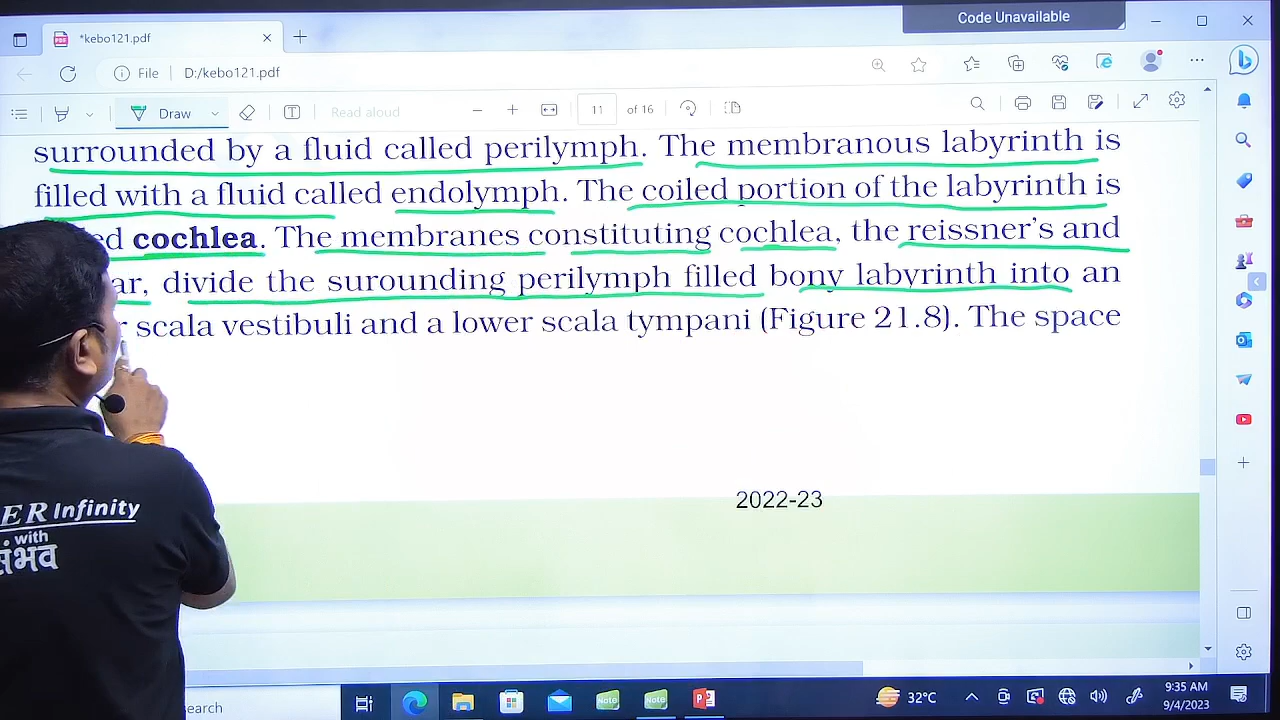 Code Unavailable
*kebo121.pdf
File D:/kebo121.pdf
Draw
Read aloud
11 of 16
surrounded by a fluid called perilymph. The membranous labyrinth is
filled with a fluid called endolymph. The coiled portion of the labyrinth is
cochlea. The membranes constituting cochlea, the reissner's and
divide the surounding perilymph filled bony labyrinth into an
scala vestibuli and a lower scala tympani (Figure 21.8). The space
2022-23
Infinity
with
संभव
Note
Note
32°C
9:35 AM
9/4/2023